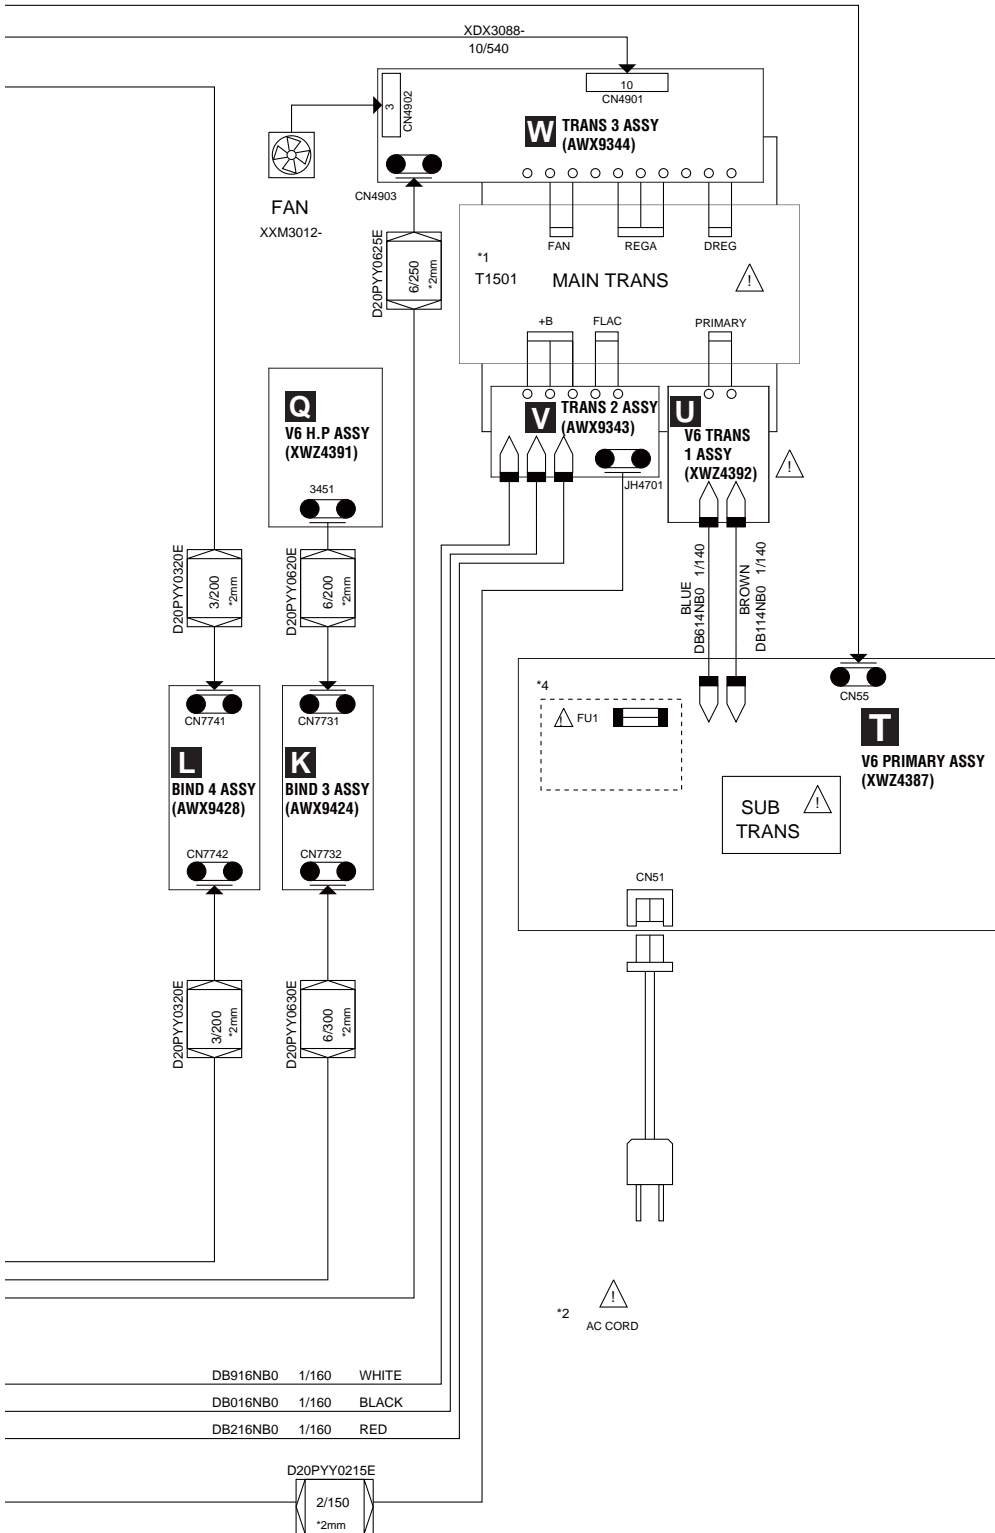 XDX3088-
10/540
10
CN4901
3
CN4902
W
TRANS 3 ASSY
(AWX9344)
CN4903
FAN
XXM3012-
D20PYY0625E
6/250
*2mm
FAN
REGA
DREG
*1
T1501
MAIN TRANS
!
+B
FLAC
PRIMARY
Q
V6 H.P ASSY
(XWZ4391)
3451
V
TRANS 2 ASSY
(AWX9343)
JH4701
U
V6 TRANS
1 ASSY
(XWZ4392)
!
D20PYY0320E
3/200
*2mm
D20PYY0620E
6/200
*2mm
BLUE
DB614NB0 1/140
BROWN
DB114NB0 1/140
CN7741
L
BIND 4 ASSY
(AWX9428)
CN7742
CN7731
K
BIND 3 ASSY
(AWX9424)
CN7732
*4
!
FU1
CN55
T
V6 PRIMARY ASSY
(XWZ4387)
SUB
TRANS
!
CN51
D20PYY0320E
3/200
*2mm
D20PYY0630E
6/300
*2mm
*2
!
AC CORD
DB916NB0 1/160 WHITE
DB016NB0 1/160 BLACK
DB216NB0 1/160 RED
D20PYY0215E
2/150
*2mm